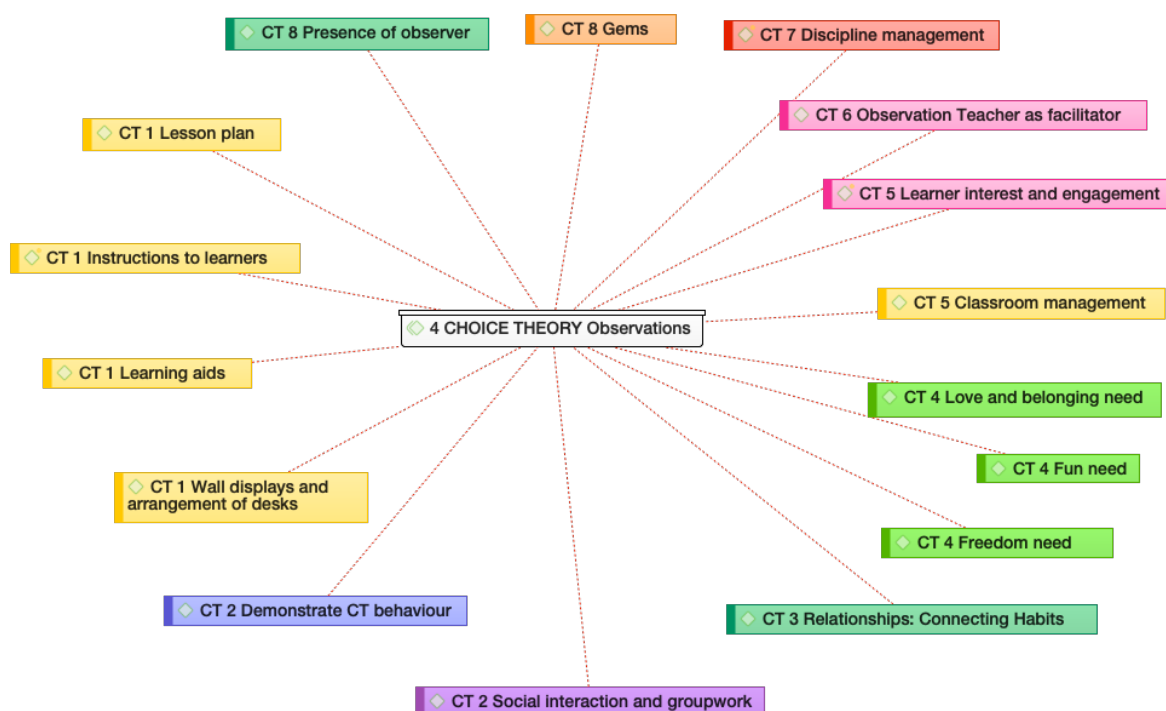 CT 8 Presence of observer
CT 8 Gems
CT 7 Discipline management
CT 6 Observation Teacher as facilitator
CT 1 Lesson plan
CT 5 Learner interest and engagement
CT 1 Instructions to learners
CT 5 Classroom management
4 CHOICE THEORY Observations
CT 1 Learning aids
CT 4 Love and belonging need
CT 4 Fun need
CT 1 Wall displays and
arrangement of desks
CT 4 Freedom need
CT 2 Demonstrate CT behaviour
CT 3 Relationships: Connecting Habits
CT 2 Social interaction and groupwork